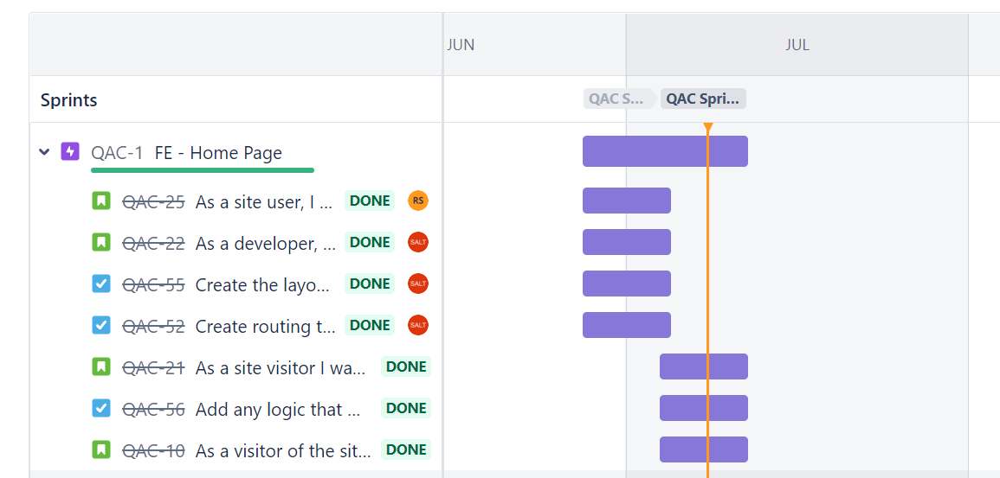 JUN JUL
Sprints QAC S... QAC Spri...
QAC-1 FE - Home Page
QAC-25 As a site user, I ... DONE RS
QAC-22 As a developer, ... DONE SALT
QAC-55 Create the layo... DONE SALT
QAC-52 Create routing t... DONE SALT
QAC-21 As a site visitor I wa... DONE
QAC-56 Add any logic that ... DONE
QAC-10 As a visitor of the sit... DONE